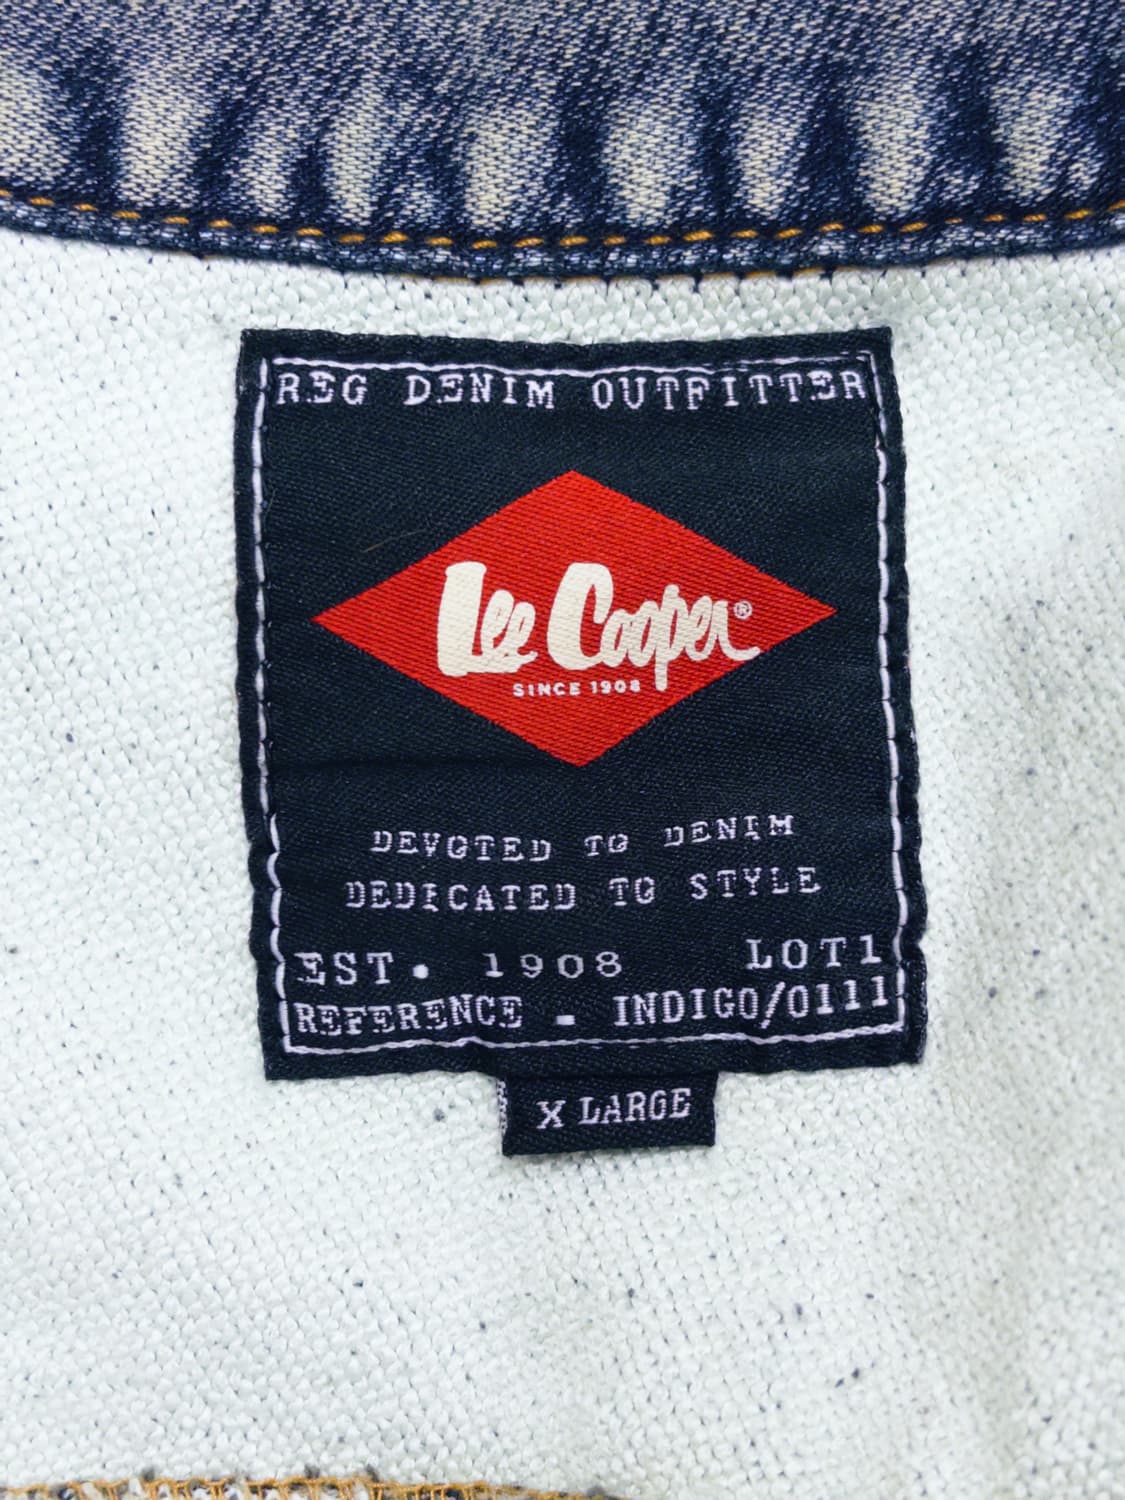 REG DENIM OUTFITTER
Lee Cooper®
SINCE 1908
DEVOTED TO DENIM
DEDICATED TO STYLE
EST. 1908 LOT1
REFERENCE - INDIGO/0111
X LARGE